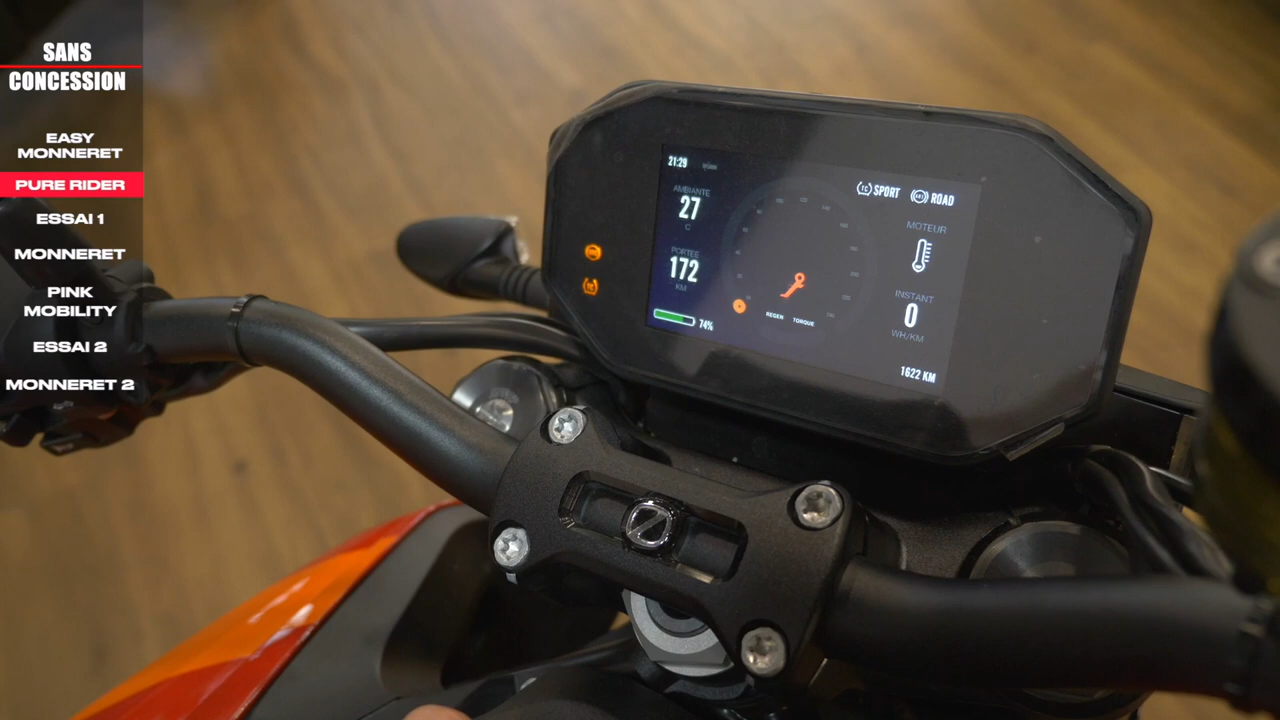 SANS
CONCESSION
EASY
MONNERET
PURE RIDER
ESSAI 1
MONNERET
PINK
MOBILITY
ESSAI 2
MONNERET 2
21:29
SPORT
ROAD
AMBIANTE
27
C
PORTÉE
172
KM
74%
REGEN
TORQUE
MOTEUR
INSTANT
0
WH/KM
1622 KM